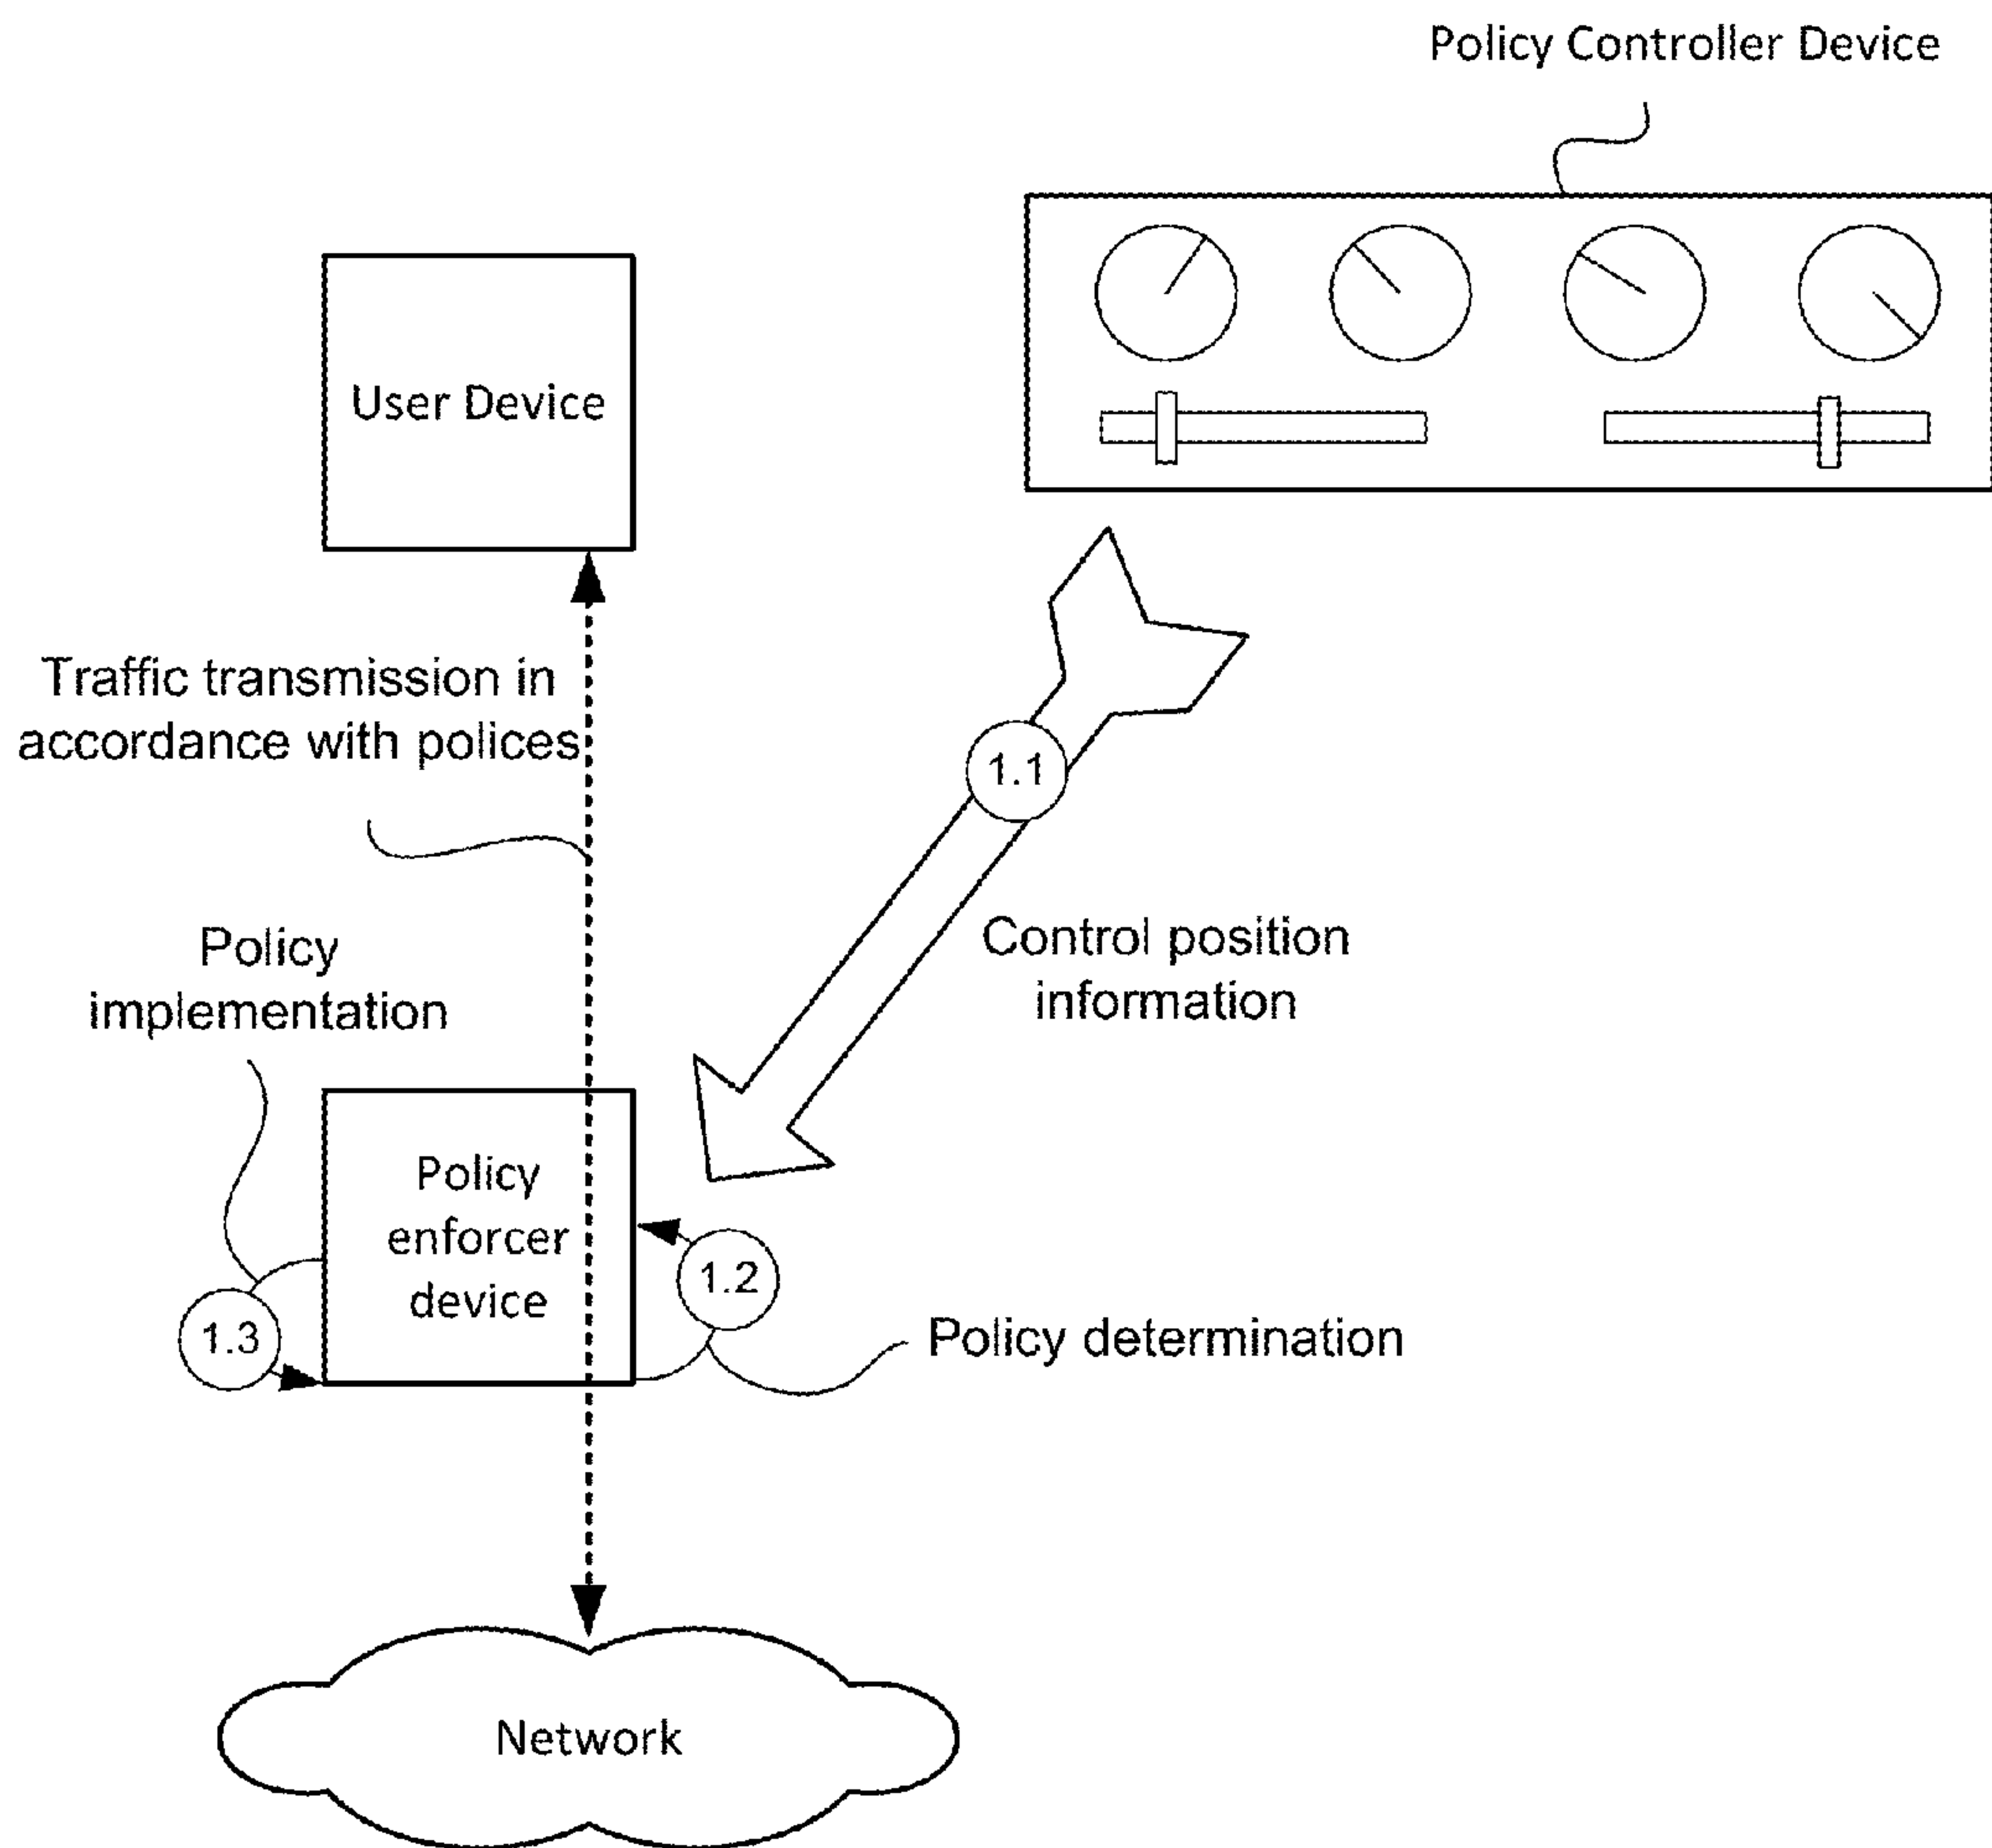 Policy Controller Device
User Device
Traffic transmission in
accordance with polices
1.1
Control position
information
Policy
implementation
Policy
enforcer
device
1.2
1.3
Policy determination
Network